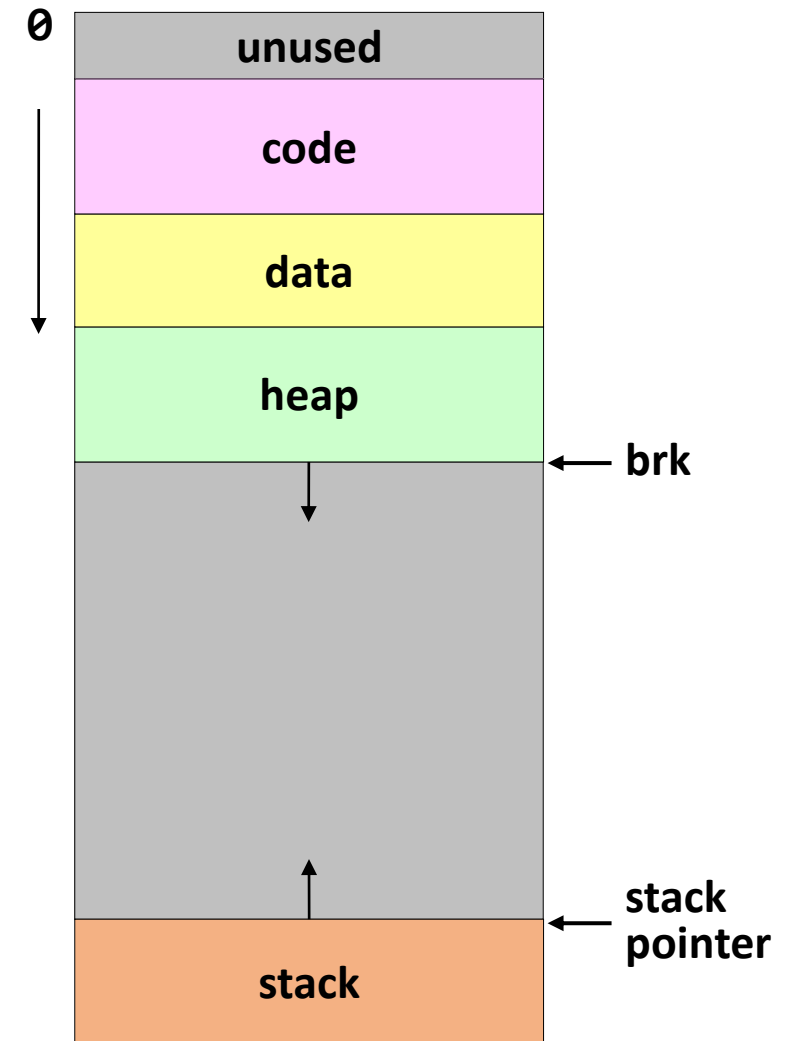 0
unused
code
data
heap
brk
stack
pointer
stack